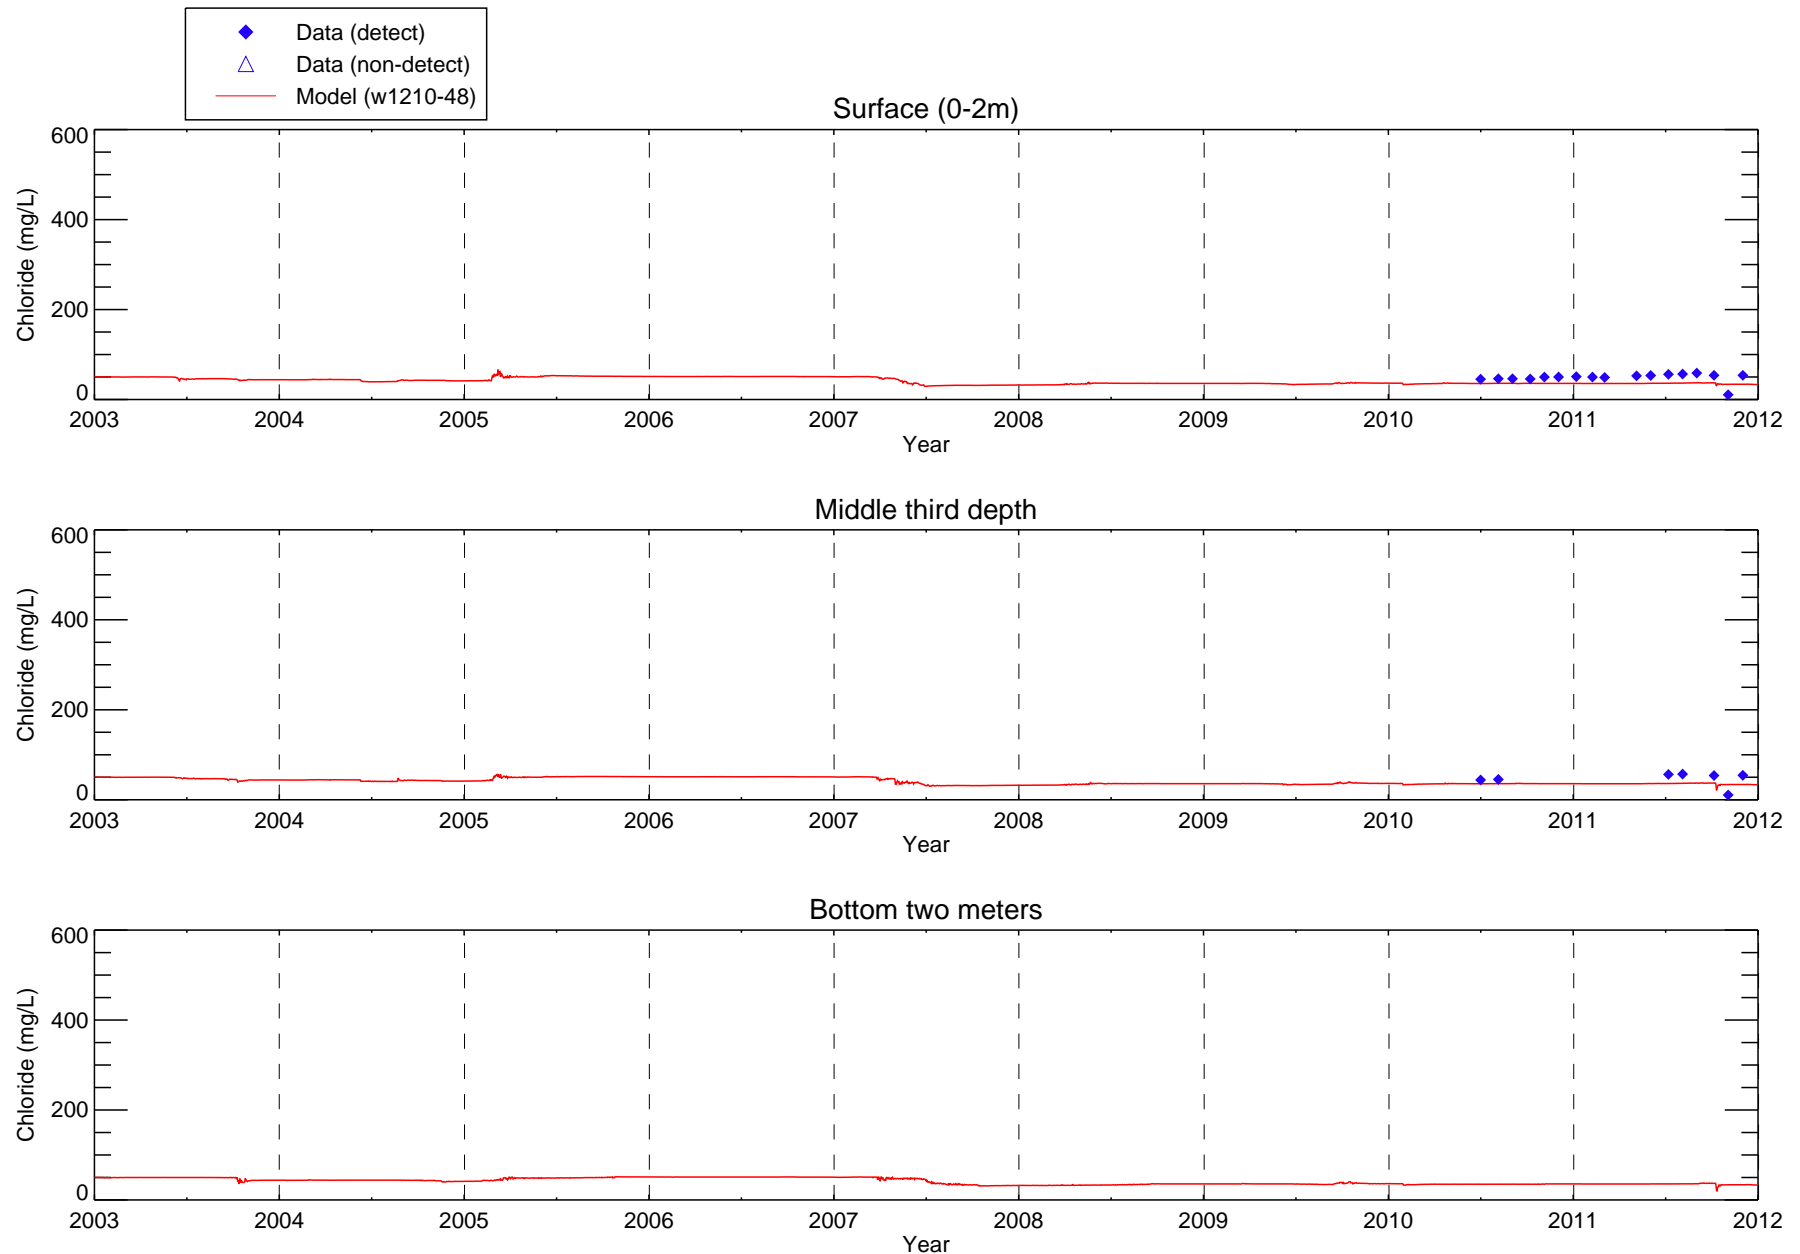 Data (detect)
Data (non-detect)
Model (w1210-48)
Surface (0-2m)
600
400
200
0
Chloride (mg/L)
2003 2004 2005 2006 2007 2008 2009 2010 2011 2012
Year
Middle third depth
600
400
200
0
Chloride (mg/L)
2003 2004 2005 2006 2007 2008 2009 2010 2011 2012
Year
Bottom two meters
600
400
200
0
Chloride (mg/L)
2003 2004 2005 2006 2007 2008 2009 2010 2011 2012
Year